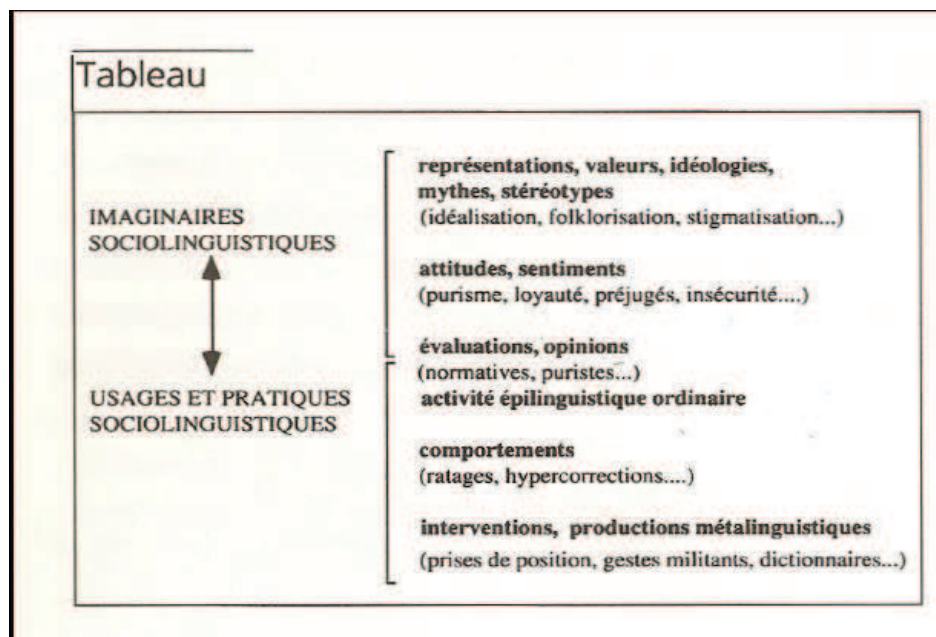 Tableau
IMAGINAIRES
SOCIOLINGUISTIQUES
USAGES ET PRATIQUES
SOCIOLINGUISTIQUES
représentations, valeurs, idéologies,
mythes, stéréotypes
(idéalisation, folklorisation, stigmatisation...)
attitudes, sentiments
(purisme, loyauté, préjugés, insécurité....)
évaluations, opinions
(normatives, puristes...)
activité épilinguistique ordinaire
comportements
(ratages, hypercorrections....)
interventions, productions métalinguistiques
(prises de position, gestes militants, dictionnaires...)